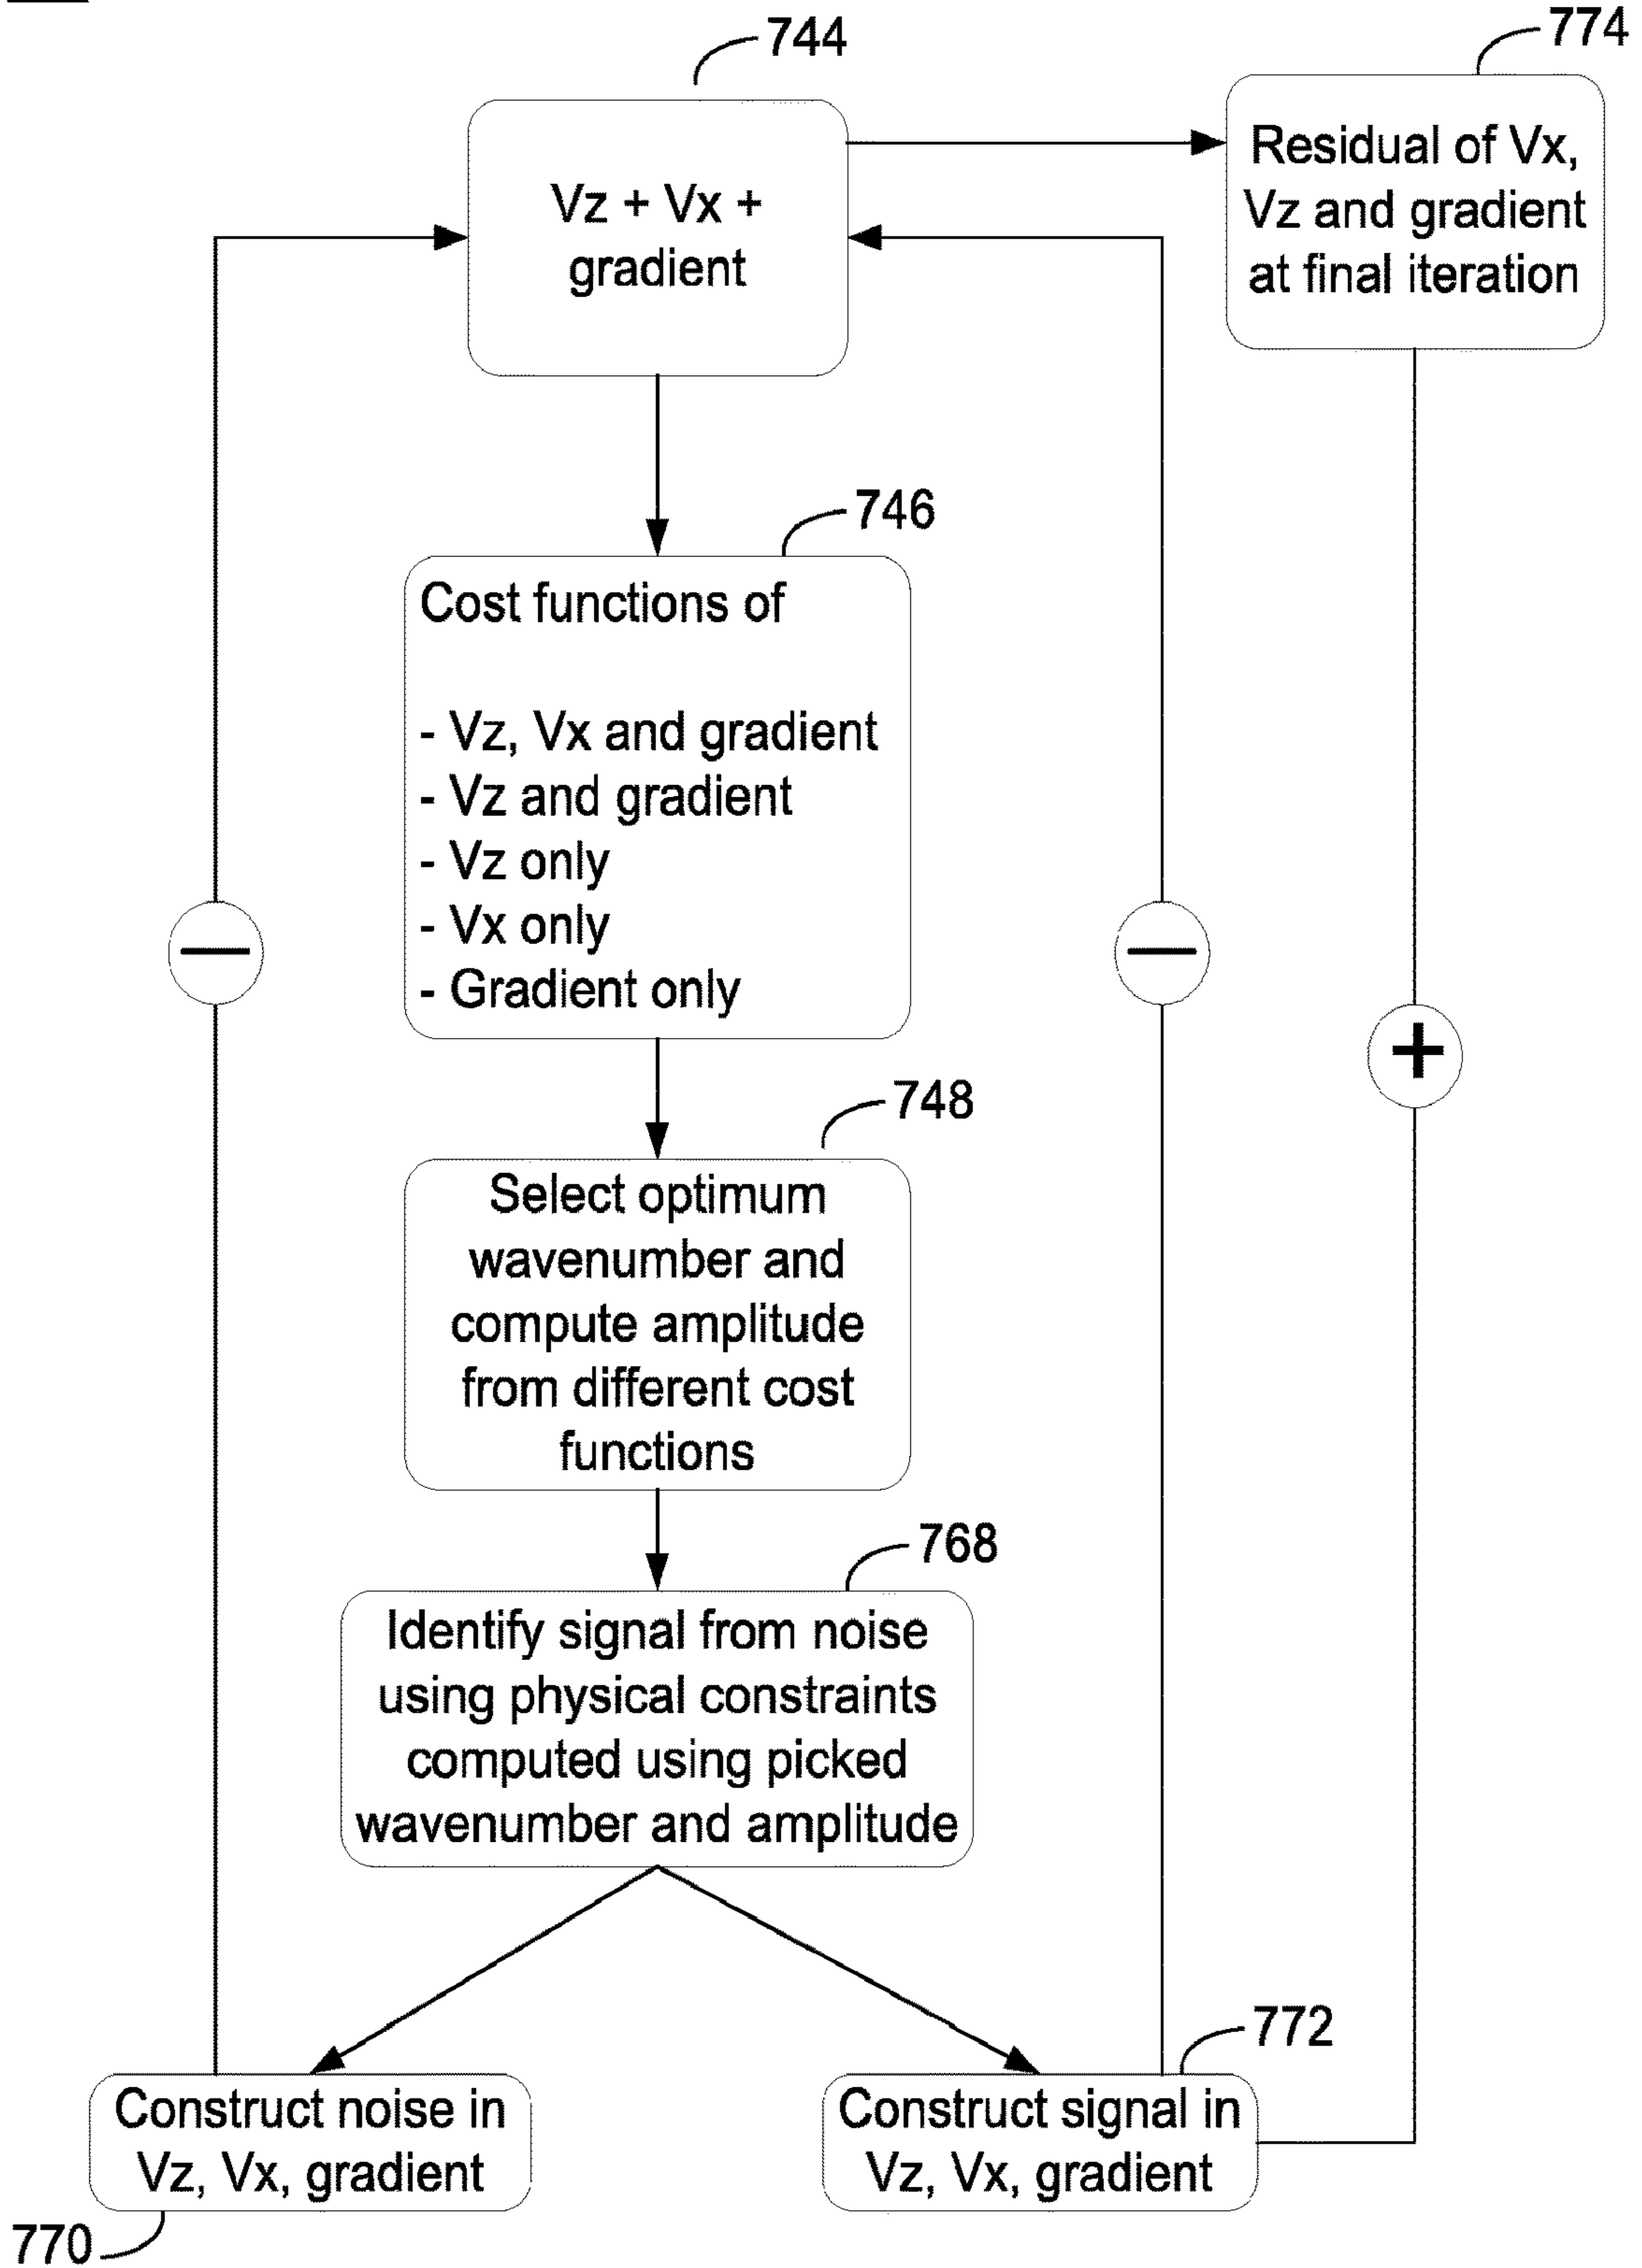 744
774
Vz + Vx +
gradient
Residual of Vx,
Vz and gradient
at final iteration
746
Cost functions of
- Vz, Vx and gradient
- Vz and gradient
- Vz only
- Vx only
- Gradient only
−
−
+
748
Select optimum
wavenumber and
compute amplitude
from different cost
functions
768
Identify signal from noise
using physical constraints
computed using picked
wavenumber and amplitude
772
Construct noise in
Vz, Vx, gradient
Construct signal in
Vz, Vx, gradient
770